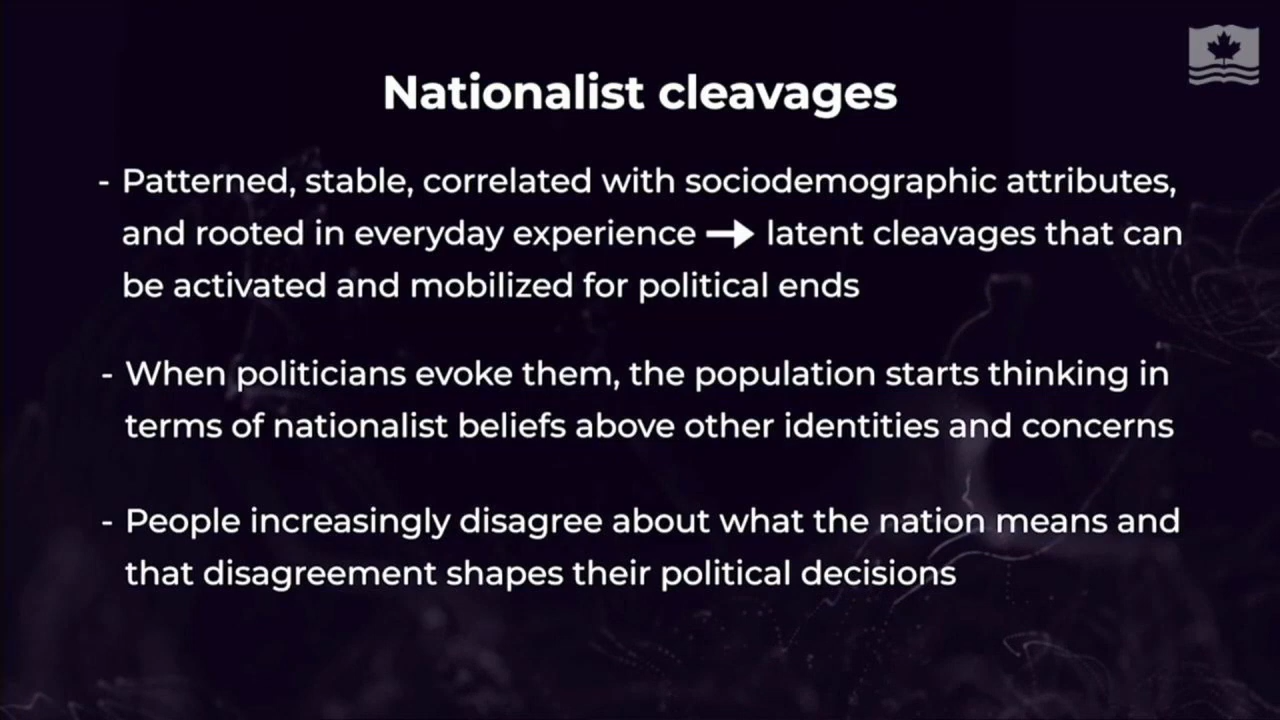 Nationalist cleavages
- Patterned, stable, correlated with sociodemographic attributes,
and rooted in everyday experience ➡ latent cleavages that can
be activated and mobilized for political ends
- When politicians evoke them, the population starts thinking in
terms of nationalist beliefs above other identities and concerns
- People increasingly disagree about what the nation means and
that disagreement shapes their political decisions